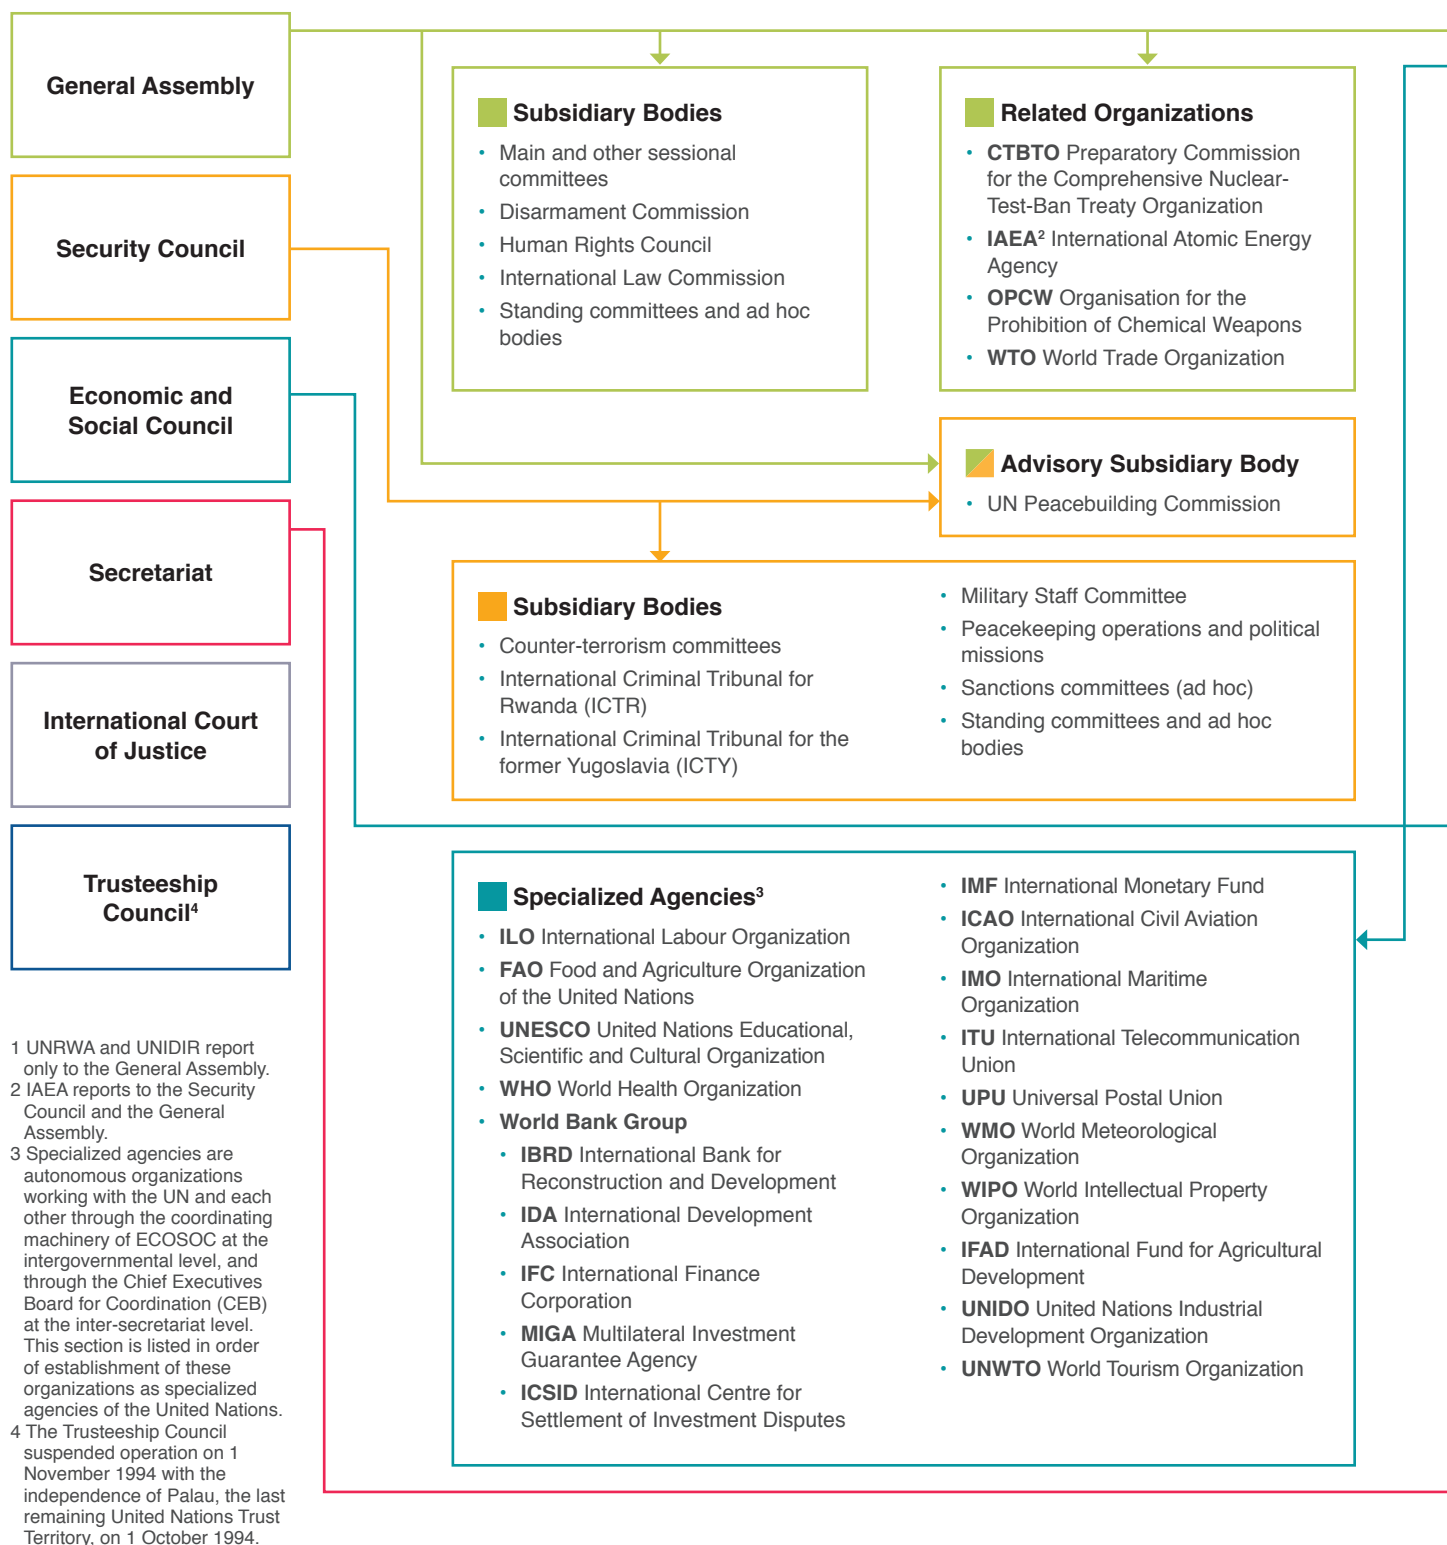 General Assembly
Security Council
Economic and
Social Council
Secretariat
International Court
of Justice
Trusteeship
Council⁴
1 UNRWA and UNIDIR report
only to the General Assembly.
2 IAEA reports to the Security
Council and the General
Assembly.
3 Specialized agencies are
autonomous organizations
working with the UN and each
other through the coordinating
machinery of ECOSOC at the
intergovernmental level, and
through the Chief Executives
Board for Coordination (CEB)
at the inter-secretariat level.
This section is listed in order
of establishment of these
organizations as specialized
agencies of the United Nations.
4 The Trusteeship Council
suspended operation on 1
November 1994 with the
independence of Palau, the last
remaining United Nations Trust
Territory, on 1 October 1994.
Subsidiary Bodies
• Main and other sessional
committees
• Disarmament Commission
• Human Rights Council
• International Law Commission
• Standing committees and ad hoc
bodies
Related Organizations
• CTBTO Preparatory Commission
for the Comprehensive Nuclear-
Test-Ban Treaty Organization
• IAEA² International Atomic Energy
Agency
• OPCW Organisation for the
Prohibition of Chemical Weapons
• WTO World Trade Organization
Advisory Subsidiary Body
• UN Peacebuilding Commission
Subsidiary Bodies
• Counter-terrorism committees
• International Criminal Tribunal for
Rwanda (ICTR)
• International Criminal Tribunal for the
former Yugoslavia (ICTY)
• Military Staff Committee
• Peacekeeping operations and political
missions
• Sanctions committees (ad hoc)
• Standing committees and ad hoc
bodies
Specialized Agencies³
• ILO International Labour Organization
• FAO Food and Agriculture Organization
of the United Nations
• UNESCO United Nations Educational,
Scientific and Cultural Organization
• WHO World Health Organization
• World Bank Group
• IBRD International Bank for
Reconstruction and Development
• IDA International Development
Association
• IFC International Finance
Corporation
• MIGA Multilateral Investment
Guarantee Agency
• ICSID International Centre for
Settlement of Investment Disputes
• IMF International Monetary Fund
• ICAO International Civil Aviation
Organization
• IMO International Maritime
Organization
• ITU International Telecommunication
Union
• UPU Universal Postal Union
• WMO World Meteorological
Organization
• WIPO World Intellectual Property
Organization
• IFAD International Fund for Agricultural
Development
• UNIDO United Nations Industrial
Development Organization
• UNWTO World Tourism Organization